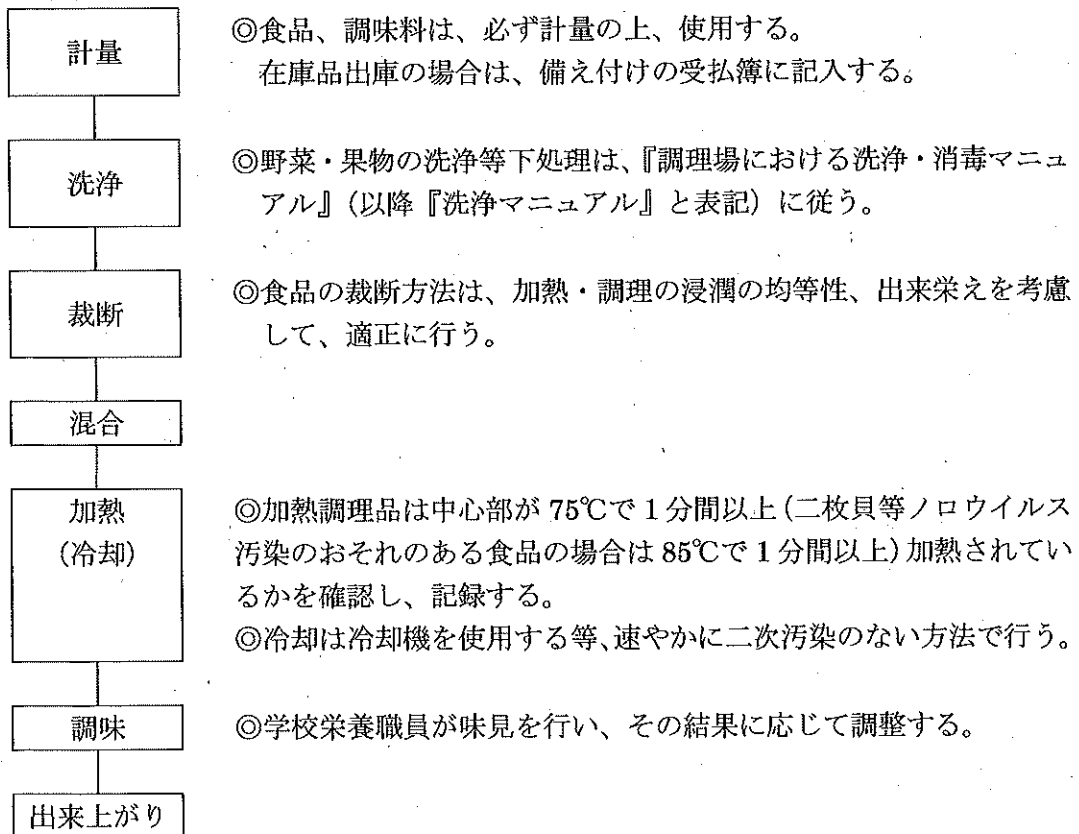 計量
◎食品、調味料は、必ず計量の上、使用する。
在庫品出庫の場合は、備え付けの受払簿に記入する。
洗浄
◎野菜・果物の洗浄等下処理は、『調理場における洗浄・消毒マニュ
アル』（以降『洗浄マニュアル』と表記）に従う。
裁断
◎食品の裁断方法は、加熱・調理の浸潤の均等性、出来栄えを考慮
して、適正に行う。
混合
加熱
(冷却)
◎加熱調理品は中心部が 75℃で 1 分間以上（二枚貝等ノロウイルス
汚染のおそれのある食品の場合は 85℃で 1 分間以上）加熱されてい
るかを確認し、記録する。
◎冷却は冷却機を使用する等、速やかに二次汚染のない方法で行う。
調味
◎学校栄養職員が味見を行い、その結果に応じて調整する。
出来上がり